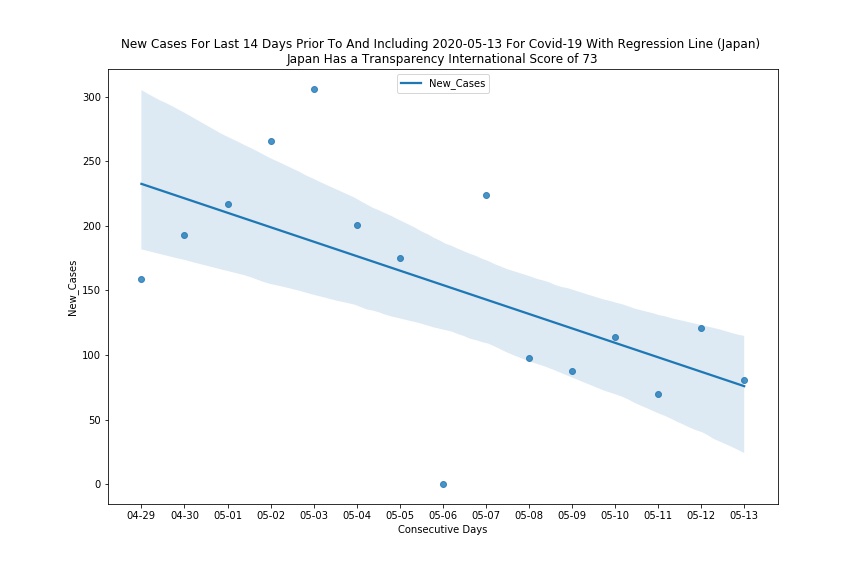 New Cases For Last 14 Days Prior To And Including 2020-05-13 For Covid-19 With Regression Line (Japan)
Japan Has a Transparency International Score of 73
New_Cases
300
250
200
150
100
50
0
New_Cases
04-29 04-30 05-01 05-02 05-03 05-04 05-05 05-06 05-07 05-08 05-09 05-10 05-11 05-12 05-13
Consecutive Days